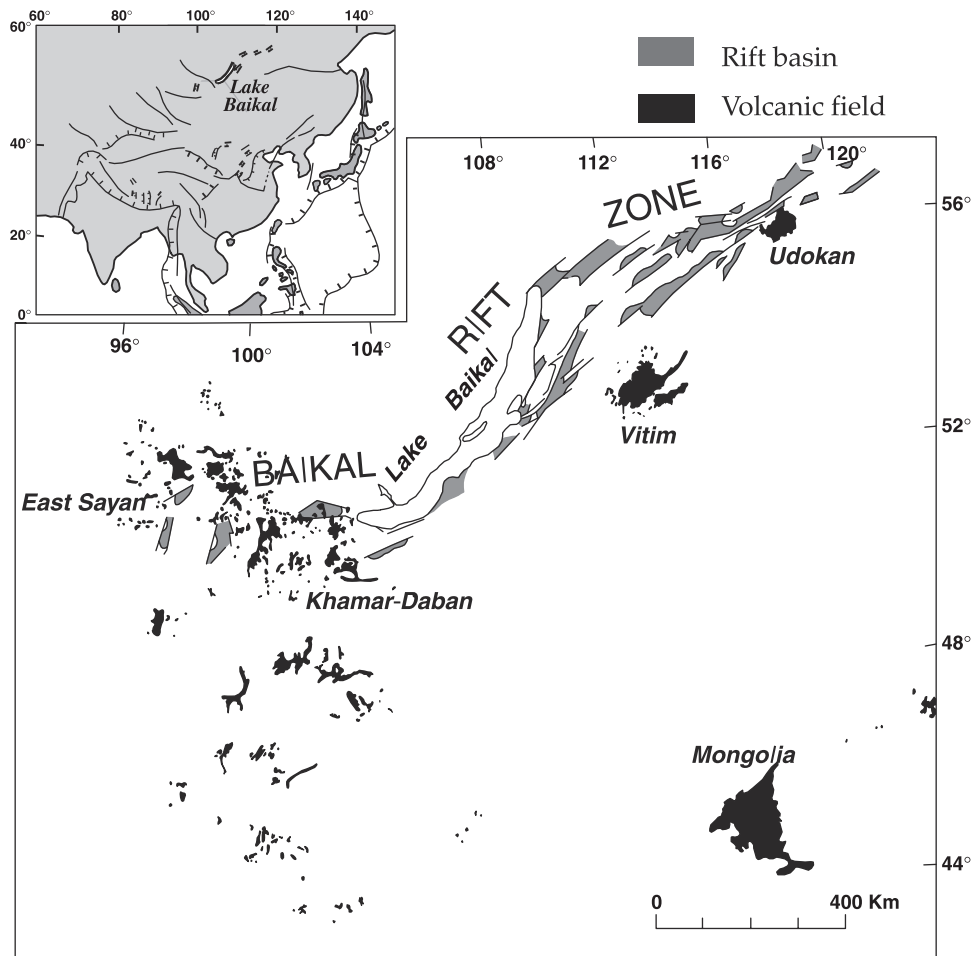 60° 80° 100° 120° 140°
60°
40°
20°
0°
Lake
Baikal
Rift basin
Volcanic field
108° 112° 116° 120°
56°
52°
48°
44°
96° 100° 104°
BAIKAL
RIFT
ZONE
Lake Baikal
Udokan
Vitim
East Sayan
Khamar-Daban
Mongolia
0 400 Km